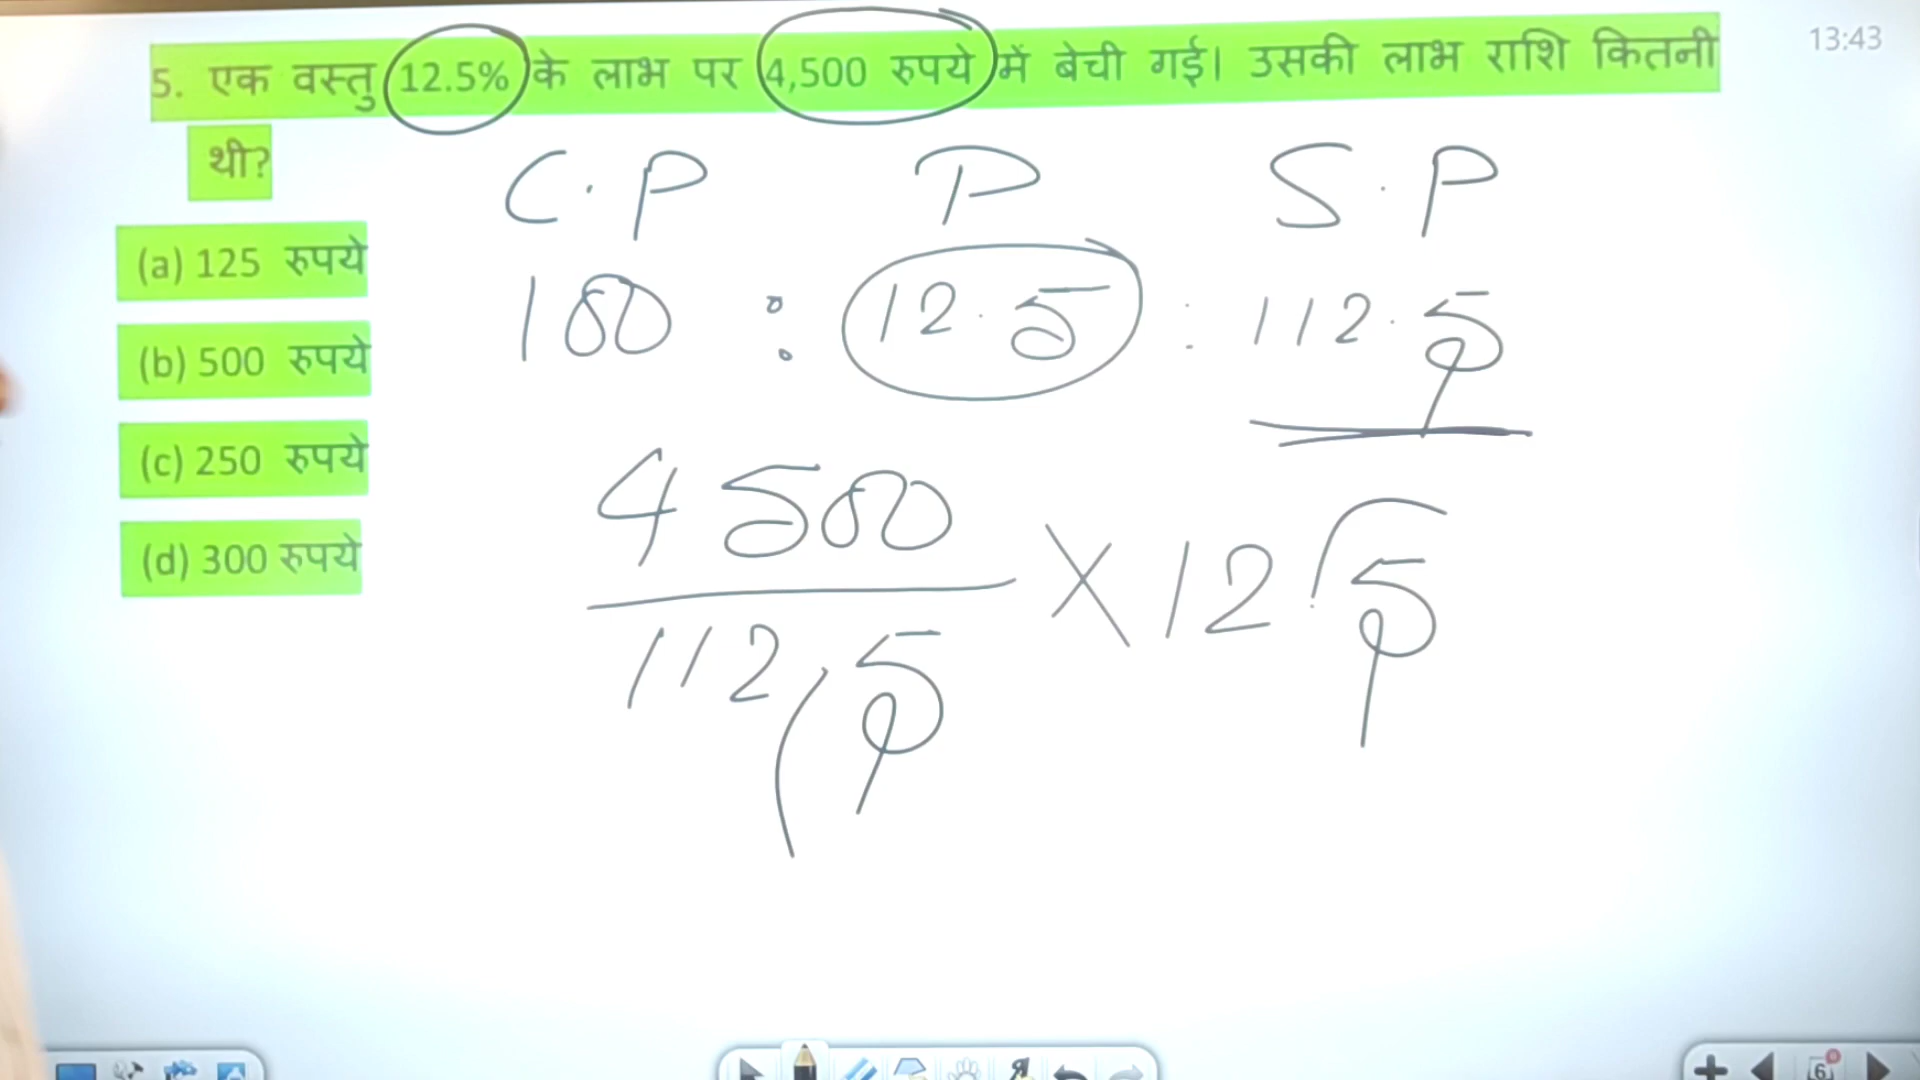 13:43
5. एक वस्तु 12.5% के लाभ पर 4,500 रुपये में बेची गई। उसकी लाभ राशि कितनी
थी?
C.P P S.P
100 : 12.5 : 112.5
(a) 125 रुपये
(b) 500 रुपये
(c) 250 रुपये
(d) 300 रुपये
4500
112.5
× 12.5
6